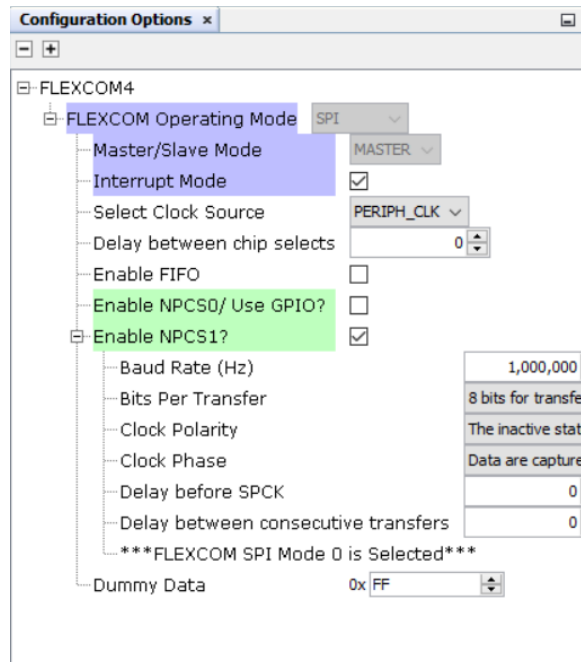 Configuration Options ×
FLEXCOM4
FLEXCOM Operating Mode SPI
Master/Slave Mode MASTER
Interrupt Mode
Select Clock Source PERIPH_CLK
Delay between chip selects 0
Enable FIFO
Enable NPCS0/ Use GPIO?
Enable NPCS1?
Baud Rate (Hz) 1,000,000
Bits Per Transfer 8 bits for transfe
Clock Polarity The inactive stat
Clock Phase Data are capture
Delay before SPCK 0
Delay between consecutive transfers 0
***FLEXCOM SPI Mode 0 is Selected***
Dummy Data 0x FF